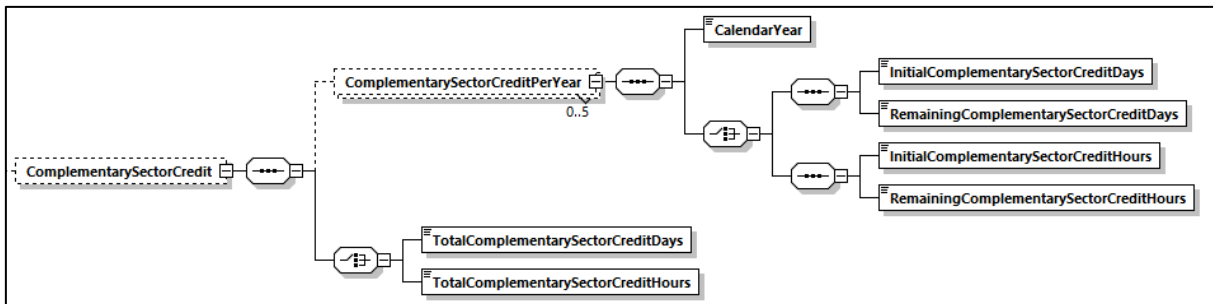 CalendarYear
ComplementarySectorCreditPerYear
0..5
InitialComplementarySectorCreditDays
RemainingComplementarySectorCreditDays
InitialComplementarySectorCreditHours
RemainingComplementarySectorCreditHours
ComplementarySectorCredit
TotalComplementarySectorCreditDays
TotalComplementarySectorCreditHours